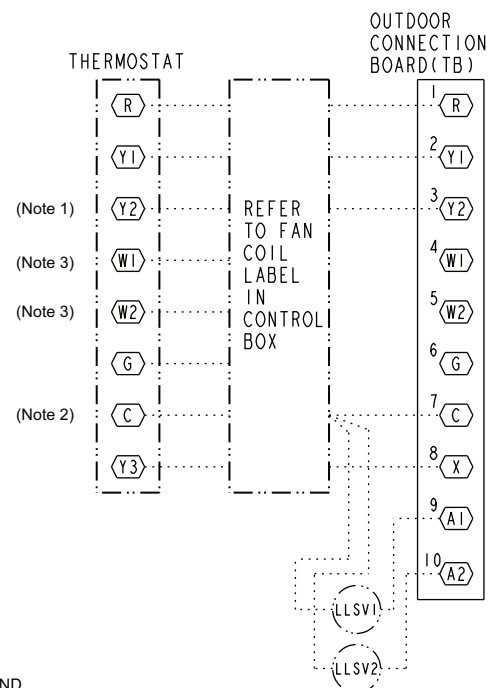 OUTDOOR
CONNECTION
BOARD(TB)
THERMOSTAT
R
Y1
(Note 1) Y2
(Note 3) W1
(Note 3) W2
G
(Note 2) C
Y3
REFER
TO FAN
COIL
LABEL
IN
CONTROL
BOX
1 R
2 Y1
3 Y2
4 W1
5 W2
6 G
7 C
8 X
9 A1
10 A2
LLSV1
LLSV2
ND